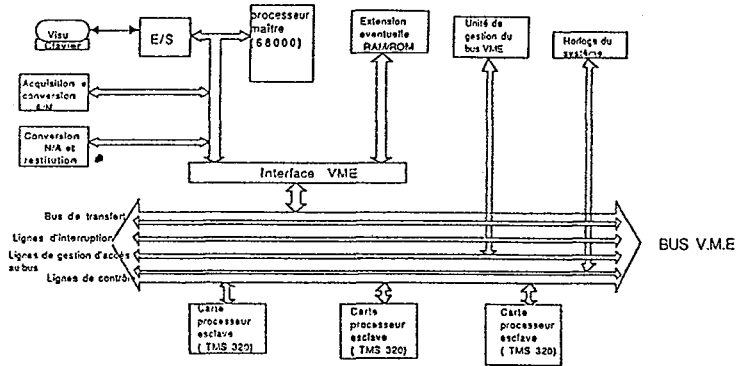 Visu
Clavier
E/S
processeur
maître
(68000)
Extension
eventuelle
RAM/ROM
Unité de
gestion du
bus VME
Horloge du
système
Acquisition e
conversion
A/N
Conversion
N/A et
restitution
Interface VME
Bus de transfert
Lignes d'interruption
Lignes de gestion d'accès
au bus
Lignes de contrôl
BUS V.M.E
Carte
processeur
esclave
( TMS 320)
Carte
processeur
esclave
( TMS 320)
Carte
processeur
esclave
( TMS 320)